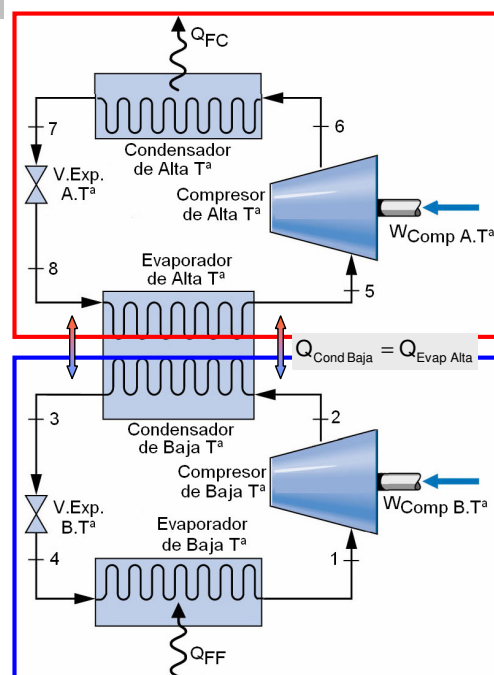 QFC
7
6
Condensador
de Alta Tª
V.Exp.
A.Tª
Compresor
de Alta Tª
WComp A.Tª
8
Evaporador
de Alta Tª
5
QCond Baja = QEvap Alta
3
2
Condensador
de Baja Tª
Compresor
de Baja Tª
WComp B.Tª
V.Exp.
B.Tª
Evaporador
de Baja Tª
4
1
QFF